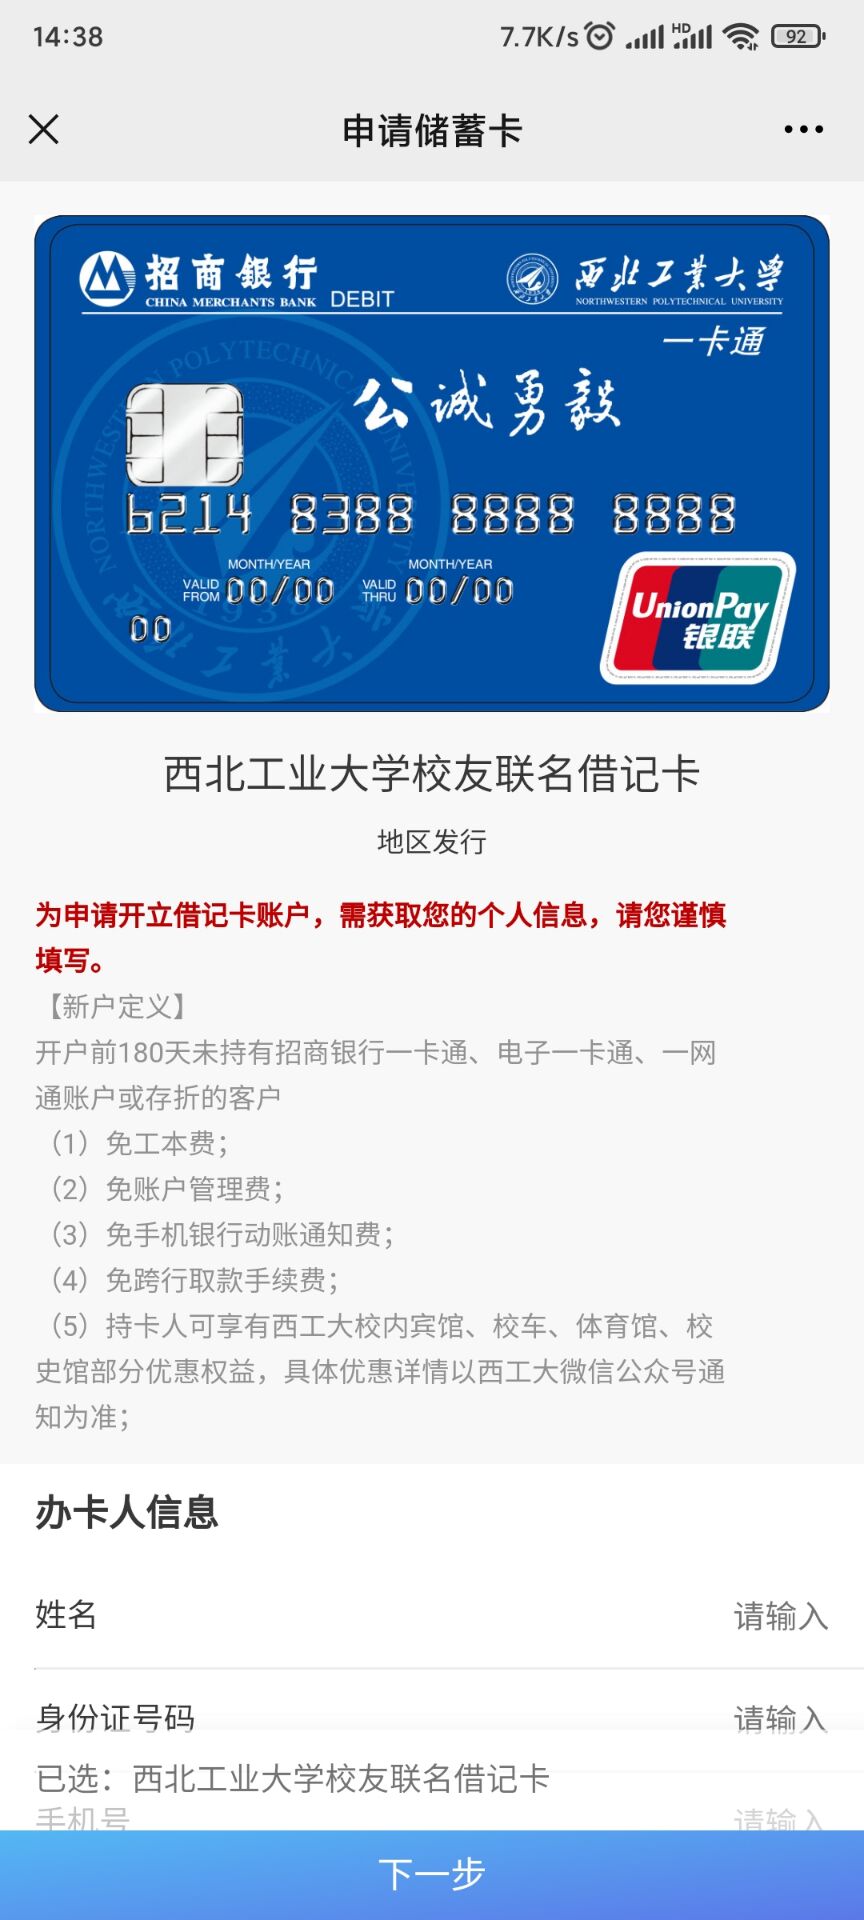 14:38
7.7K/s
HD
92
申请储蓄卡
招商銀行
CHINA MERCHANTS BANK
DEBIT
西北工業大學
NORTHWESTERN POLYTECHNICAL UNIVERSITY
一卡通
公诚勇毅
6214 8388 8888 8888
MONTH/YEAR
MONTH/YEAR
VALID FROM 00/00
VALID THRU 00/00
00
1938
UnionPay
银联
西北工业大学校友联名借记卡
地区发行
为申请开立借记卡账户，需获取您的个人信息，请您谨慎
填写。
【新户定义】
开户前180天未持有招商银行一卡通、电子一卡通、一网
通账户或存折的客户
（1）免工本费；
（2）免账户管理费；
（3）免手机银行动账通知费；
（4）免跨行取款手续费；
（5）持卡人可享有西工大校内宾馆、校车、体育馆、校
史馆部分优惠权益，具体优惠详情以西工大微信公众号通
知为准；
办卡人信息
姓名
请输入
身份证号码
请输入
已选：西北工业大学校友联名借记卡
手机号
请输入
下一步